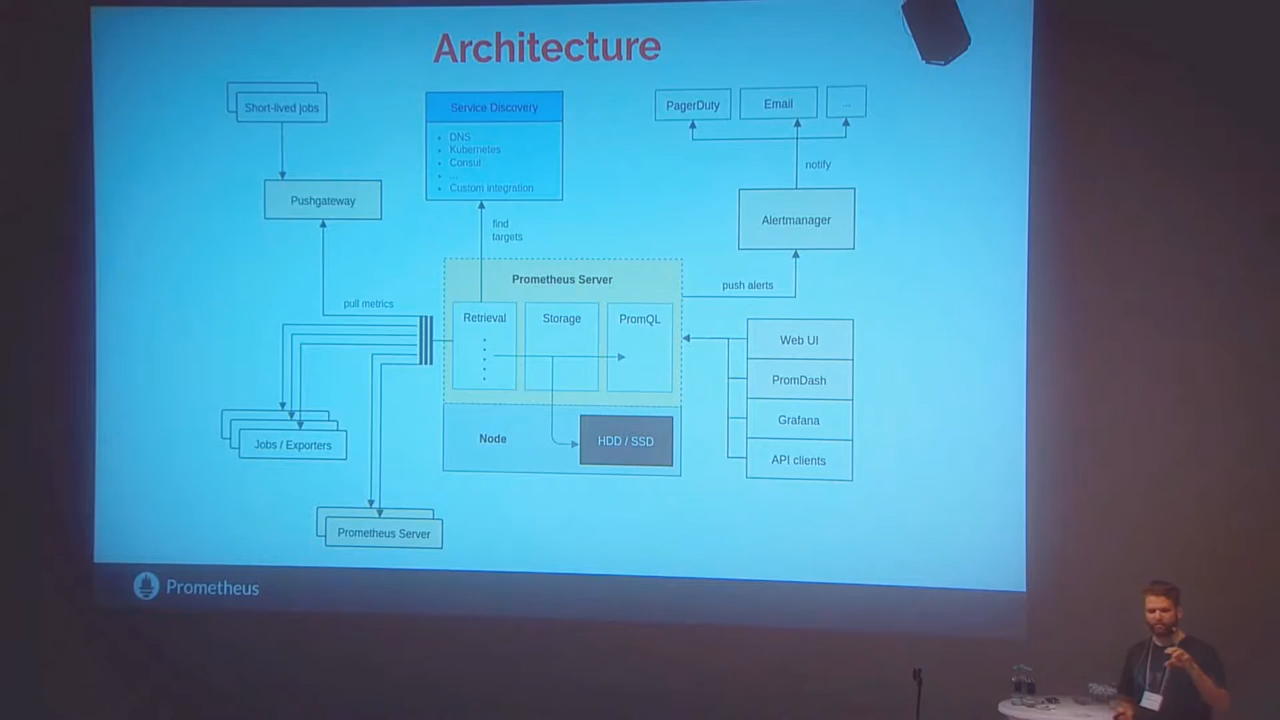 Architecture
Short-lived jobs
Service Discovery
• DNS
• Kubernetes
• Consul
• ...
• Custom integration
PagerDuty
Email
...
notify
Pushgateway
Alertmanager
find
targets
Prometheus Server
push alerts
pull metrics
Retrieval
Storage
PromQL
Web UI
PromDash
Grafana
API clients
Jobs / Exporters
Node
HDD / SSD
Prometheus Server
Prometheus